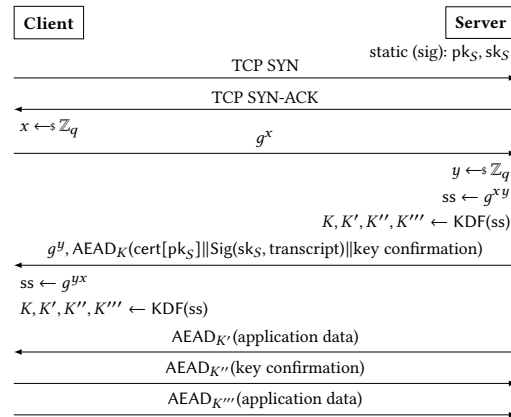 Client Server
static (sig): pk_S, sk_S
TCP SYN
TCP SYN-ACK
x ←$ ℤ_q
g^x
y ←$ ℤ_q
ss ← g^{xy}
K, K′, K″, K‴ ← KDF(ss)
g^y, AEAD_K(cert[pk_S]‖Sig(sk_S, transcript)‖key confirmation)
ss ← g^{yx}
K, K′, K″, K‴ ← KDF(ss)
AEAD_{K′}(application data)
AEAD_{K″}(key confirmation)
AEAD_{K‴}(application data)